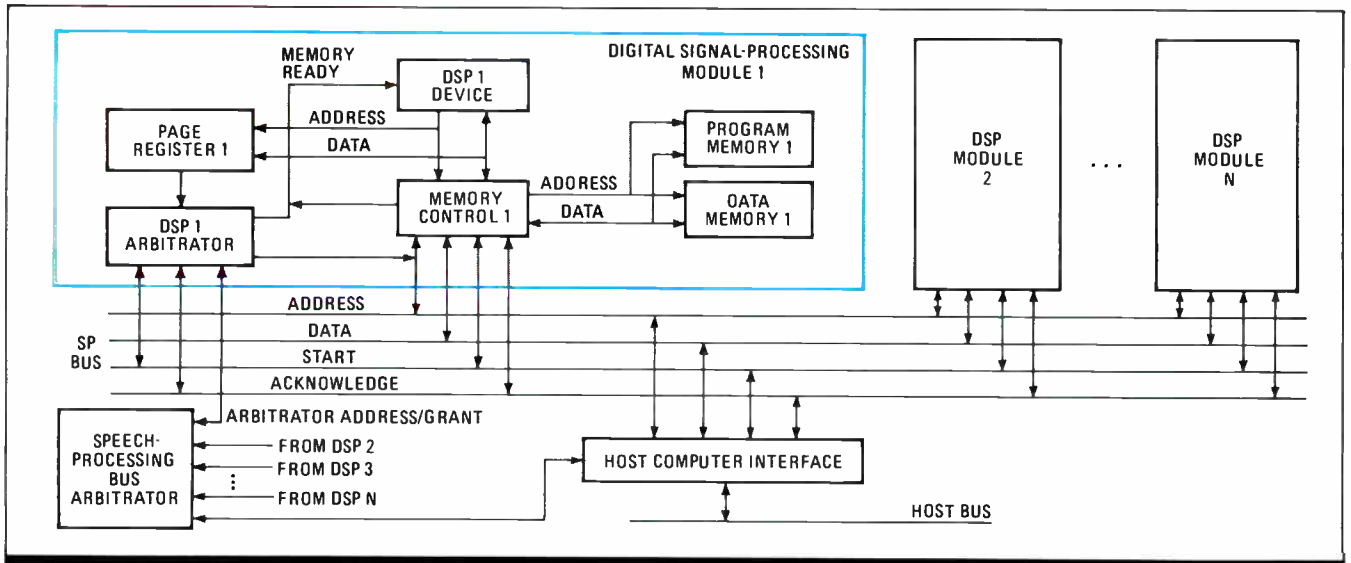 MEMORY
READY
DIGITAL SIGNAL-PROCESSING
MODULE 1
DSP 1
DEVICE
PAGE
REGISTER 1
ADDRESS
DATA
PROGRAM
MEMORY 1
DSP 1
ARBITRATOR
MEMORY
CONTROL 1
ADDRESS
DATA
OATA
MEMORY 1
DSP
MODULE
2
...
DSP
MODULE
N
SP
BUS
ADDRESS
DATA
START
ACKNOWLEDGE
ARBITRATOR ADDRESS/GRANT
SPEECH-
PROCESSING
BUS
ARBITRATOR
FROM DSP 2
FROM DSP 3
FROM DSP N
HOST COMPUTER INTERFACE
HOST BUS